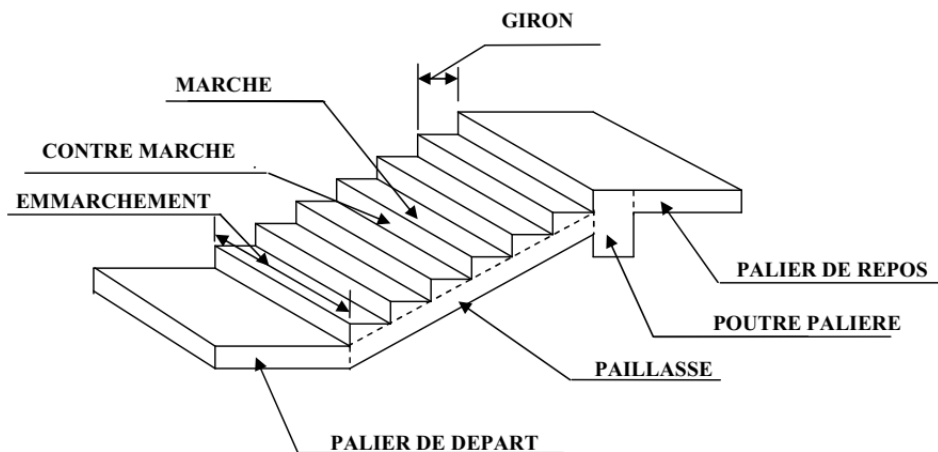 GIRON
MARCHE
CONTRE MARCHE
EMMARCHEMENT
PALIER DE REPOS
POUTRE PALIERE
PAILLASSE
PALIER DE DEPART